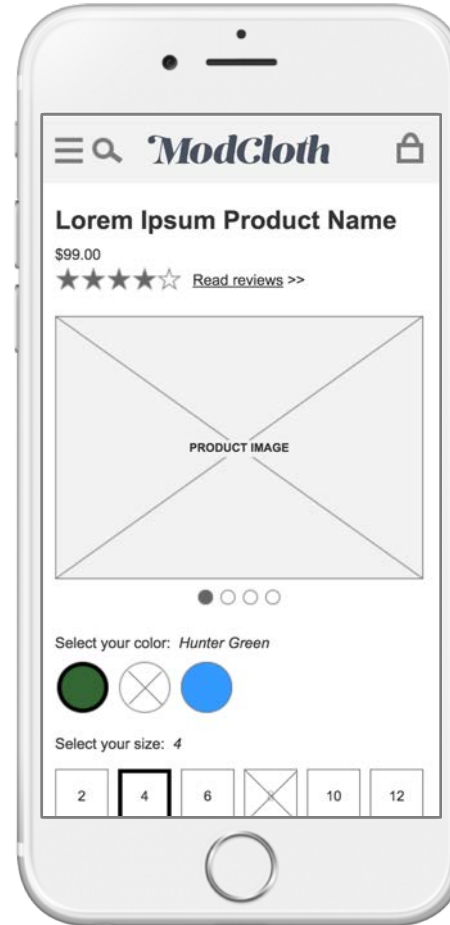 ModCloth
Lorem Ipsum Product Name
$99.00
Read reviews >>
PRODUCT IMAGE
Select your color: Hunter Green
Select your size: 4
2 4 6 10 12